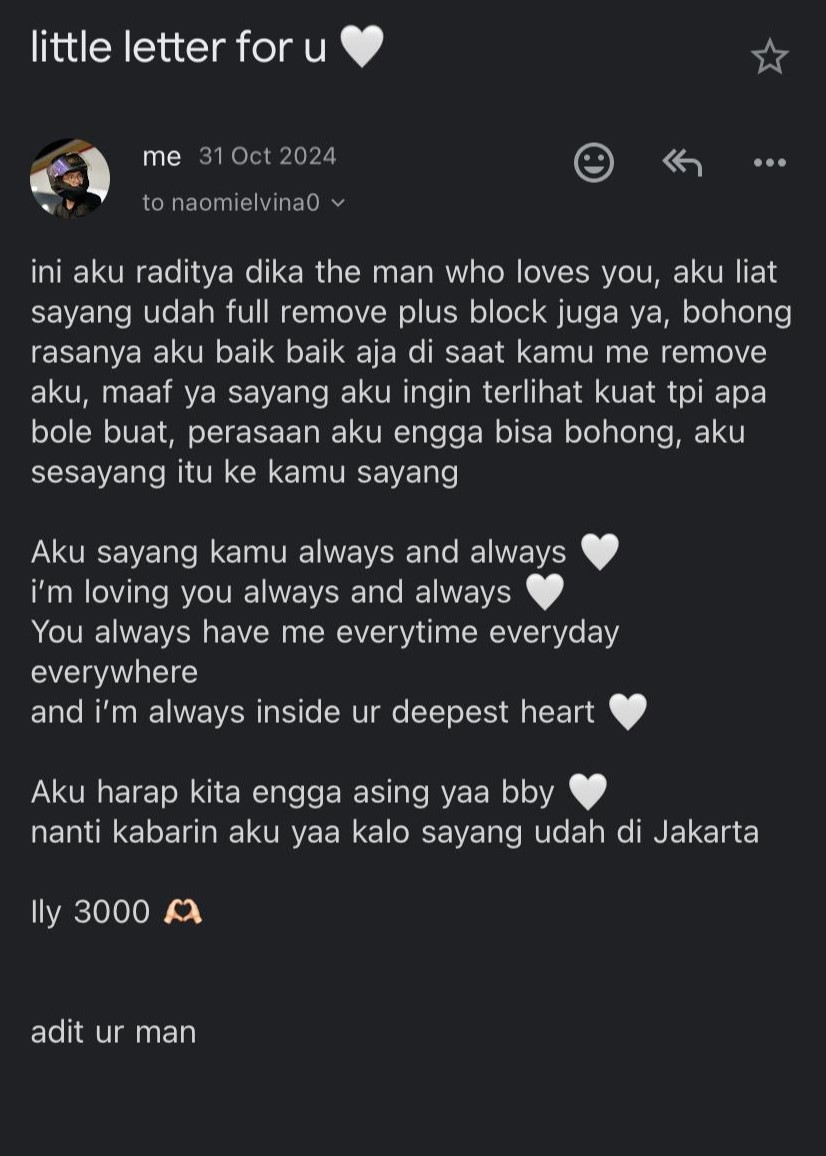 little letter for u 🤍
me 31 Oct 2024
to naomielvina0
ini aku raditya dika the man who loves you, aku liat
sayang udah full remove plus block juga ya, bohong
rasanya aku baik baik aja di saat kamu me remove
aku, maaf ya sayang aku ingin terlihat kuat tpi apa
bole buat, perasaan aku engga bisa bohong, aku
sesayang itu ke kamu sayang
Aku sayang kamu always and always 🤍
i’m loving you always and always 🤍
You always have me everytime everyday
everywhere
and i’m always inside ur deepest heart 🤍
Aku harap kita engga asing yaa bby 🤍
nanti kabarin aku yaa kalo sayang udah di Jakarta
Ily 3000 🫶🏻
adit ur man